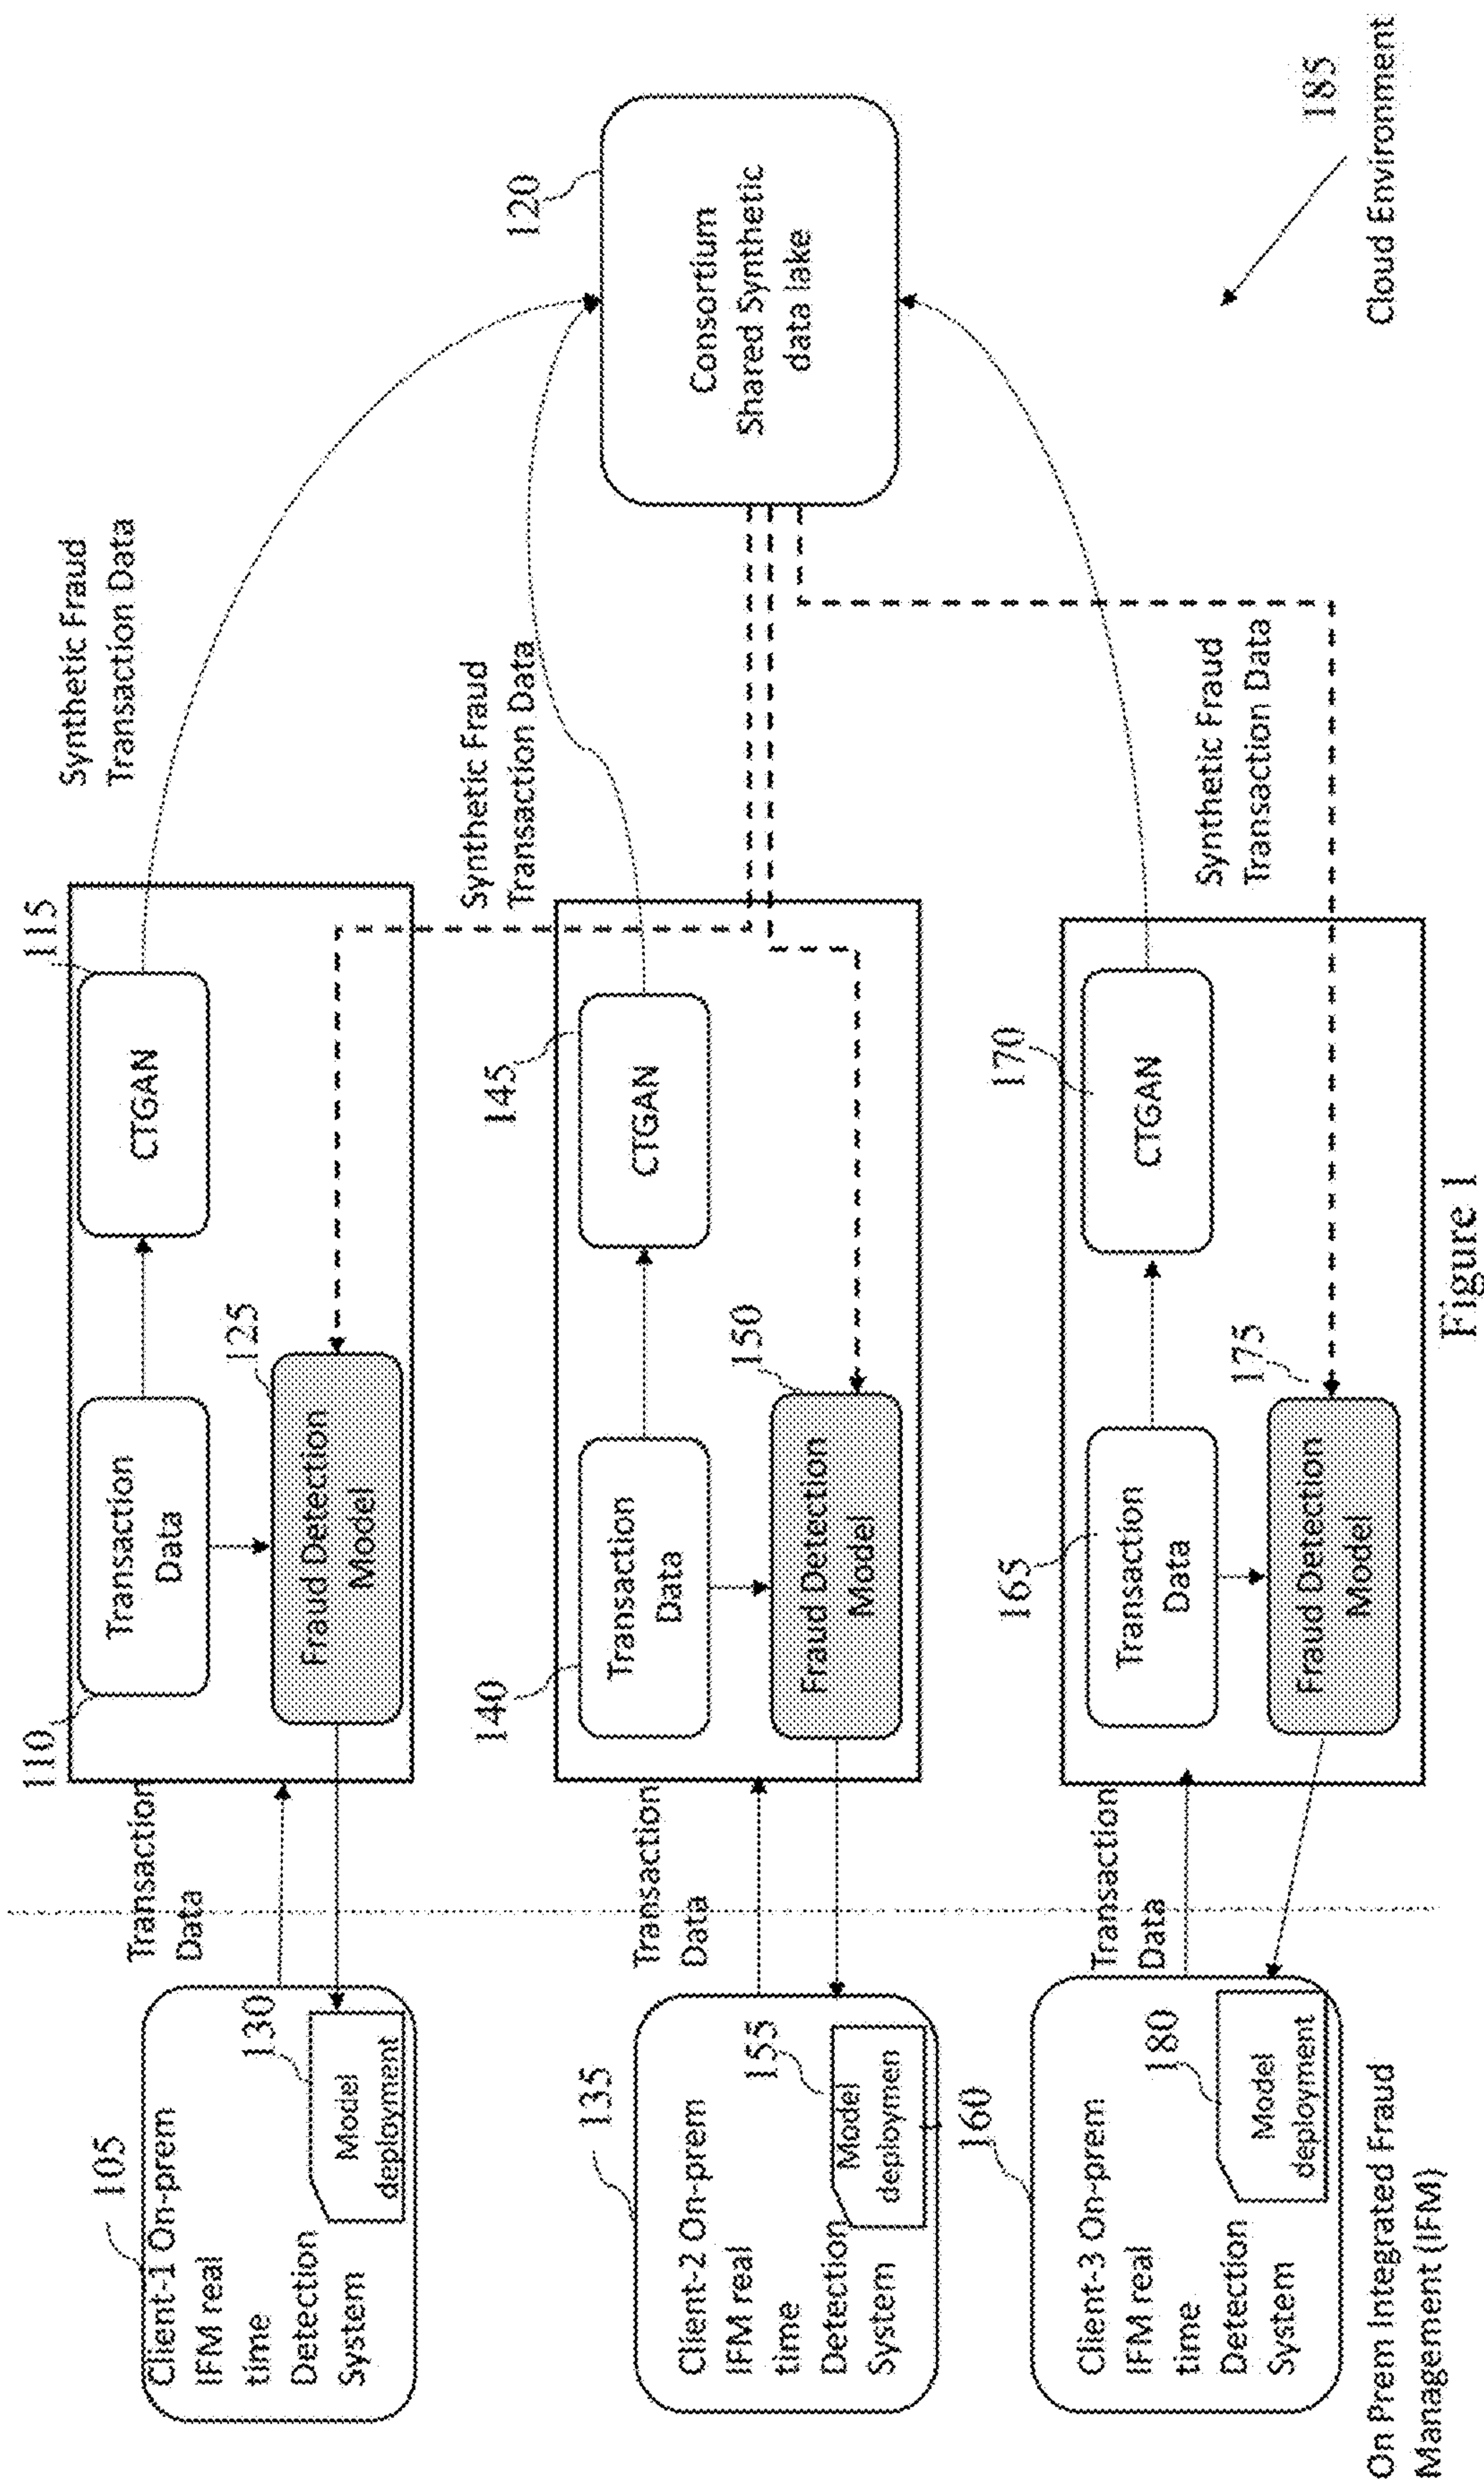 105
Client-1 On-prem
IFM real
time
Detection
System
130
Model
deployment
Transaction
Data
110
Transaction
Data
125
Fraud Detection
Model
115
CTGAN
Synthetic Fraud
Transaction Data
120
Consortium
Shared Synthetic
data lake
135
Client-2 On-prem
IFM real
time
Detection
System
155
Model
deploymen
Transaction
Data
140
Transaction
Data
150
Fraud Detection
Model
145
CTGAN
Synthetic Fraud
Transaction Data
160
Client-3 On-prem
IFM real
time
Detection
System
180
Model
deployment
Transaction
Data
165
Transaction
Data
175
Fraud Detection
Model
170
CTGAN
Synthetic Fraud
Transaction Data
185
Cloud Environment
On Prem Integrated Fraud
Management (IFM)
Figure 1